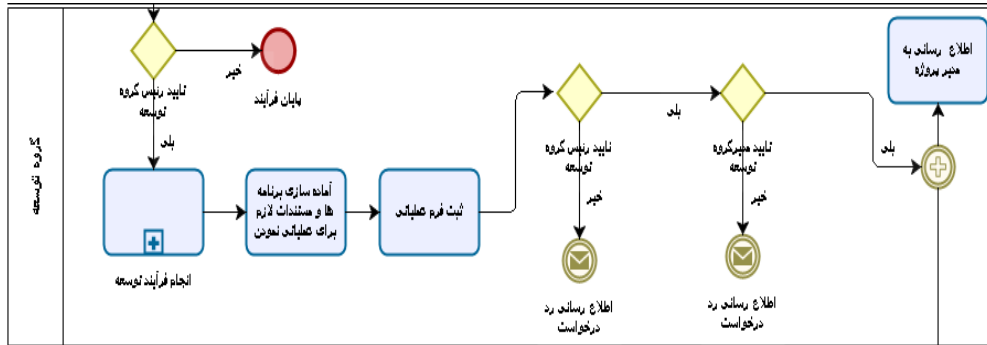 گروه توسعه
تایید رئیس گروه
توسعه
خیر
پایان فرآیند
بلی
انجام فرآیند توسعه
آماده سازی برنامه
ها و مستندات لازم
برای عملیاتی نمودن
ثبت فرم عملیاتی
تایید رئیس گروه
توسعه
بلی
خیر
اطلاع رسانی رد
درخواست
تایید مدیرگروه
توسعه
بلی
خیر
اطلاع رسانی رد
درخواست
اطلاع رسانی به
مدیر پروژه